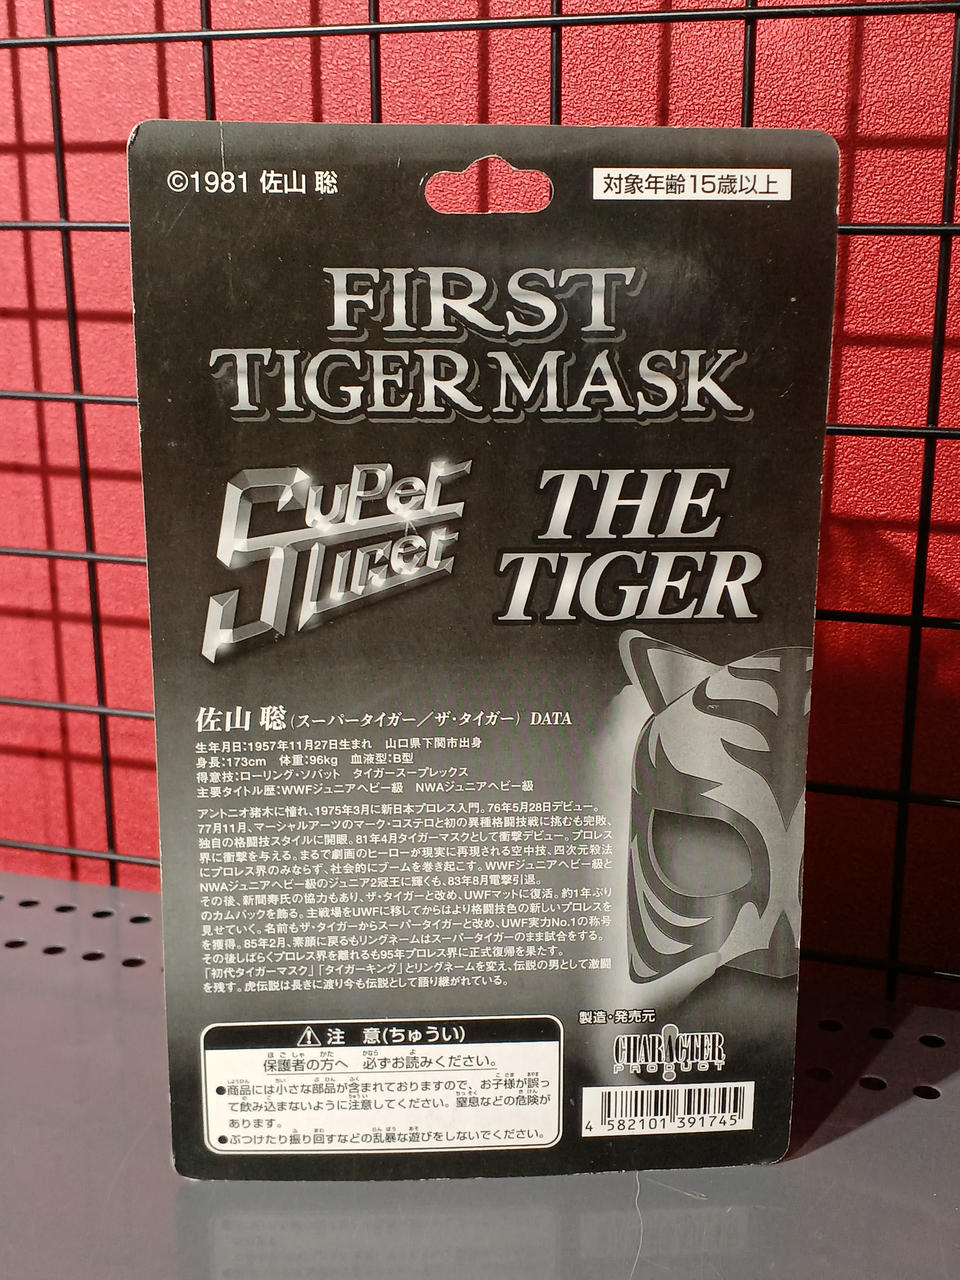 ©1981 佐山 聡
対象年齢15歳以上
FIRST
TIGER MASK
Super
Tiger
THE
TIGER
佐山 聡(スーパータイガー/ザ・タイガー) DATA
生年月日:1957年11月27日生まれ 山口県下関市出身
身長:173cm 体重:96kg 血液型:B型
得意技:ローリング・ソバット タイガースープレックス
主要タイトル歴:WWFジュニアヘビー級 NWAジュニアヘビー級
アントニオ猪木に憧れ、1975年3月に新日本プロレス入門。76年5月28日デビュー。
77月11月、マーシャルアーツのマーク・コステロと初の異種格闘技戦に挑むも完敗、
独自の格闘技スタイルに開眼。81年4月タイガーマスクとして衝撃デビュー。プロレス
界に衝撃を与える。まるで劇画のヒーローが現実に再現される空中技、四次元殺法
にプロレス界のみならず、社会的にブームを巻き起こす。WWFジュニアヘビー級と
NWAジュニアヘビー級のジュニア2冠王に輝くも、83年8月電撃引退。
その後、新間寿氏の協力もあり、ザ・タイガーと改め、UWFマットに復活。約1年ぶり
のカムバックを飾る。主戦場をUWFに移してからはより格闘技色の新しいプロレスを
見せていく。名前もザ・タイガーからスーパータイガーと改め、UWF実力No.1の称号
を獲得。85年2月、素顔に戻るもリングネームはスーパータイガーのまま試合をする。
その後しばらくプロレス界を離れるも95年プロレス界に正式復帰を果たす。
「初代タイガーマスク」「タイガーキング」とリングネームを変え、伝説の男として激闘
を残す。虎伝説は長きに渡り今も伝説として語り継がれている。
製造・発売元
CHARACTER
PRODUCT
注 意(ちゅうい)
保護者の方へ 必ずお読みください。
●商品には小さな部品が含まれておりますので、お子様が誤っ
て飲み込まないように注意してください。窒息などの危険が
あります。
●ぶつけたり振り回すなどの乱暴な遊びをしないでください。
4 582101 391745